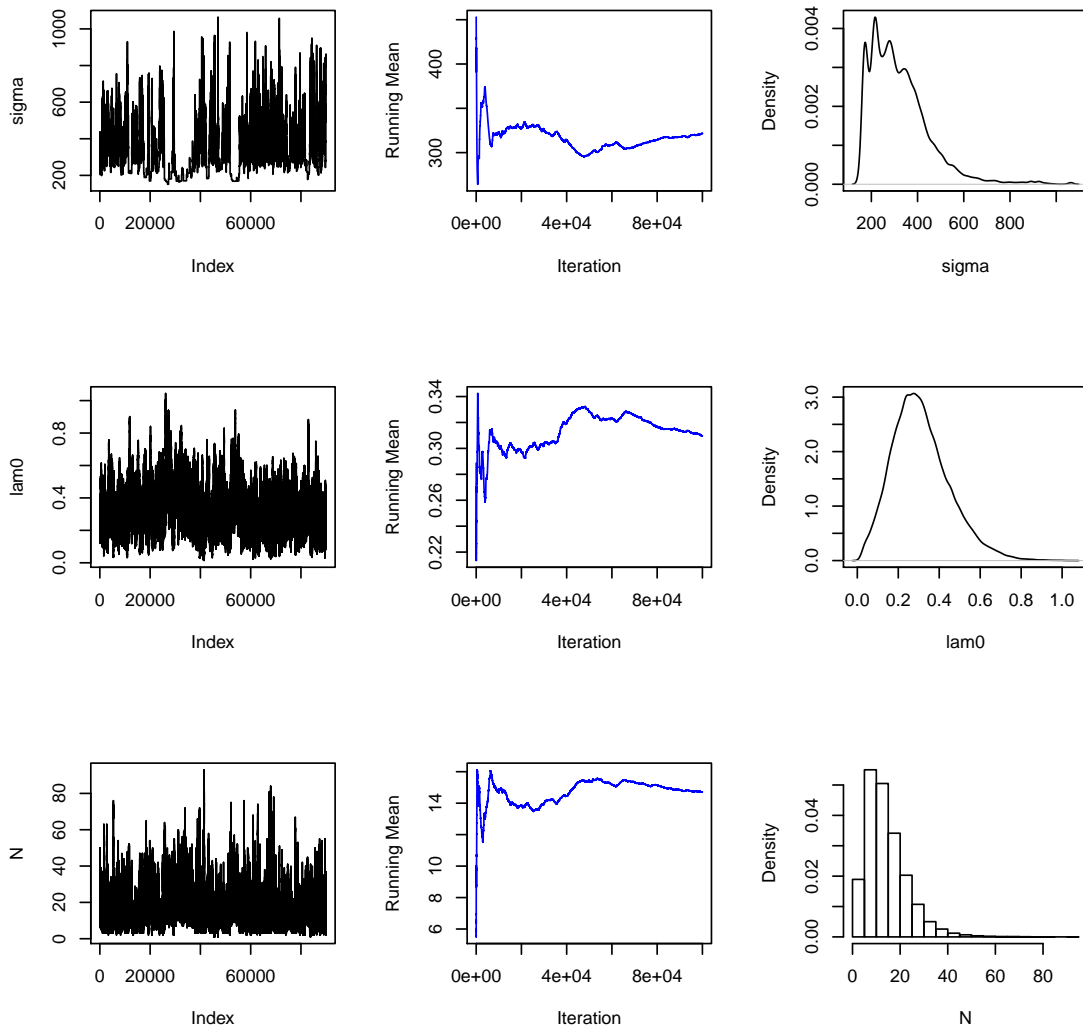 sigma
200
600
1000
0
20000
60000
Index
Running Mean
300
400
0e+00
4e+04
8e+04
Iteration
Density
0.000
0.002
0.004
200
400
600
800
sigma
lam0
0.0
0.4
0.8
0
20000
60000
Index
Running Mean
0.22
0.26
0.30
0.34
0e+00
4e+04
8e+04
Iteration
Density
0.0
1.0
2.0
3.0
0.0
0.2
0.4
0.6
0.8
1.0
lam0
N
0
20
40
60
80
0
20000
60000
Index
Running Mean
6
8
10
14
0e+00
4e+04
8e+04
Iteration
Density
0.00
0.02
0.04
0
20
40
60
80
N